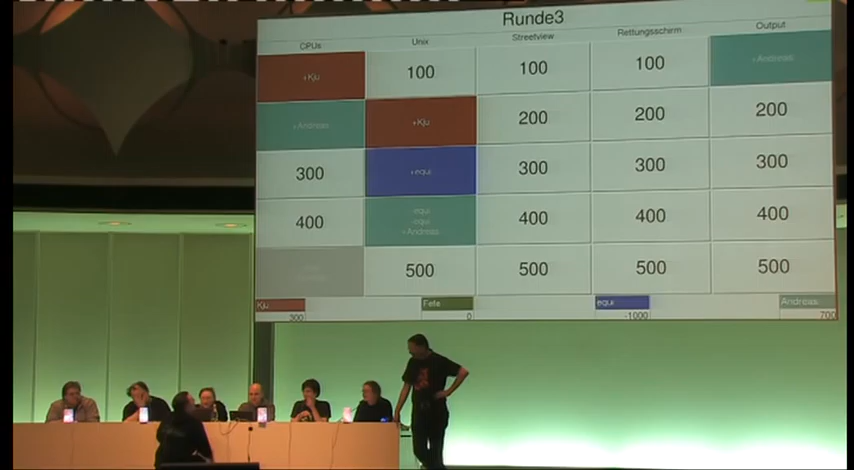 Runde3
CPUs Unix Streetview Rettungsschirm Output
+Kju 100 100 100 +Andreas
+Andreas +Kju 200 200 200
300 +equi 300 300 300
400 -equi 400 400 400
-equi
+Andreas
500 500 500 500
Kju Fefe equi Andreas
300 0 -1000 700